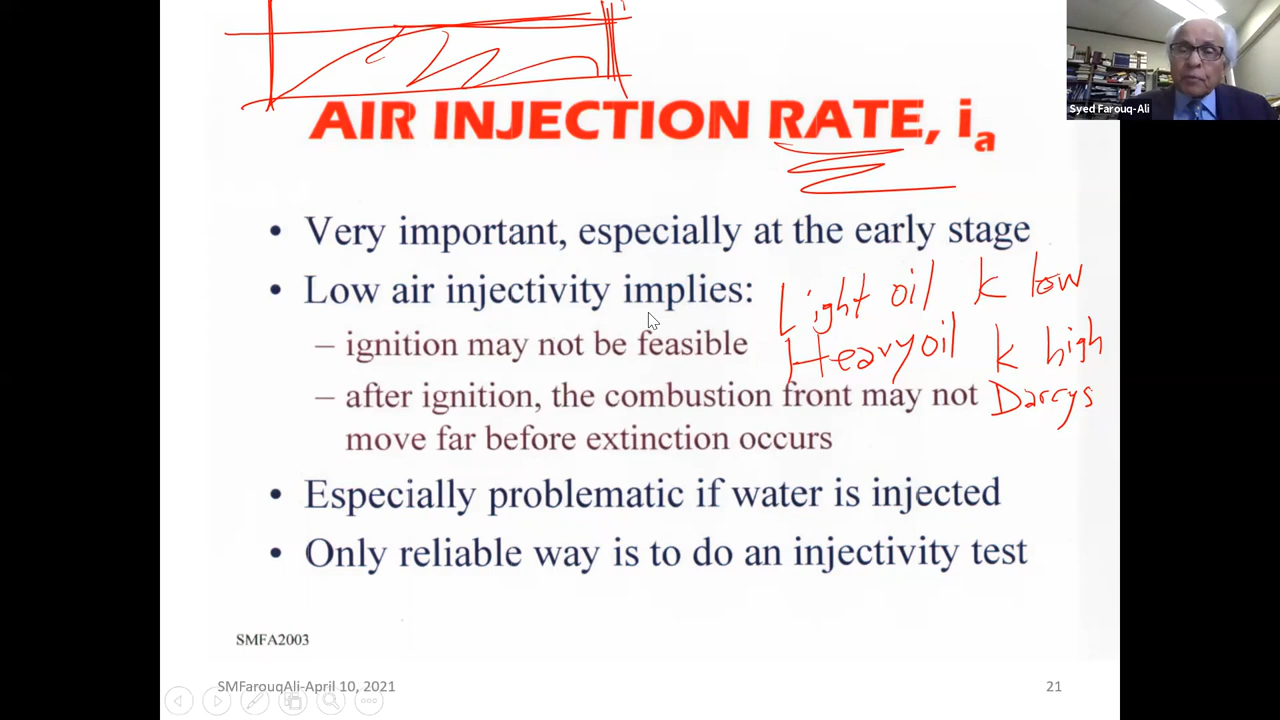 Syed Farouq-Ali
AIR INJECTION RATE, ia
• Very important, especially at the early stage
• Low air injectivity implies:
Light oil k low
– ignition may not be feasible
Heavy oil k high
– after ignition, the combustion front may not
Darcys
move far before extinction occurs
• Especially problematic if water is injected
• Only reliable way is to do an injectivity test
SMFA2003
SMFarouqAli-April 10, 2021
21